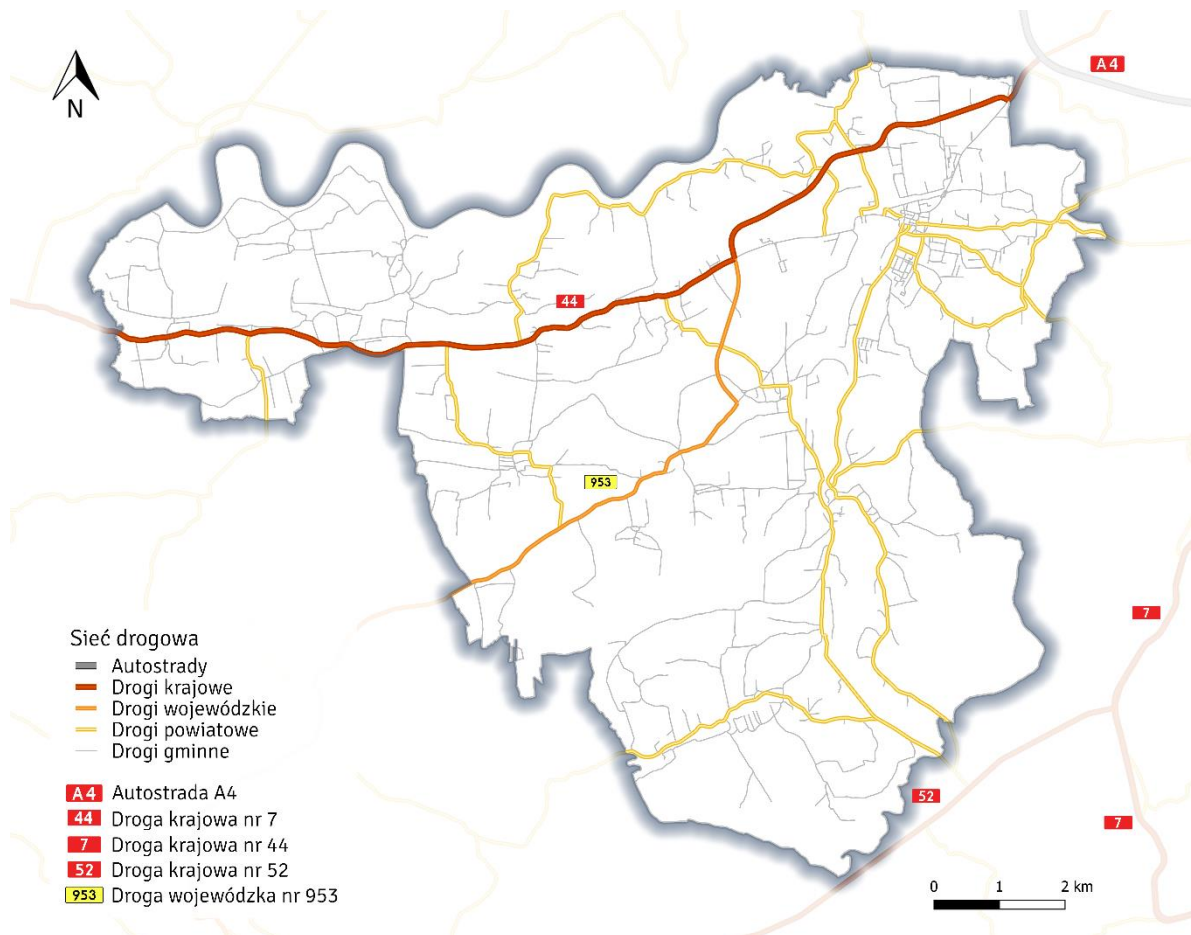 A4
N
44
953
7
Sieć drogowa
Autostrady
Drogi krajowe
Drogi wojewódzkie
Drogi powiatowe
Drogi gminne
A4 Autostrada A4
44 Droga krajowa nr 7
7 Droga krajowa nr 44
52 Droga krajowa nr 52
953 Droga wojewódzka nr 953
52
7
0 1 2 km